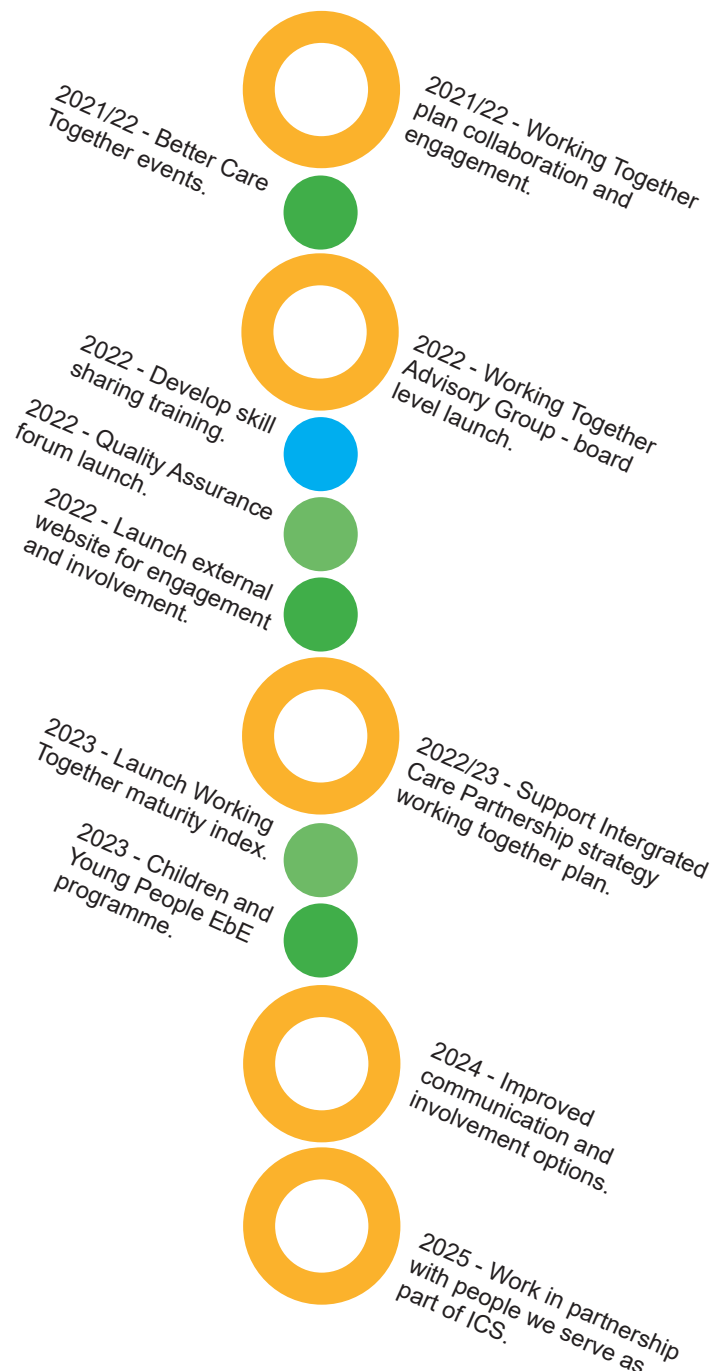 2021/22 - Working Together
plan collaboration and
engagement.
2021/22 - Better Care
Together events.
2022 - Working Together
Advisory Group - board
level launch.
2022 - Develop skill
sharing training.
2022 - Quality Assurance
forum launch.
2022 - Launch external
website for engagement
and involvement.
2022/23 - Support Intergrated
Care Partnership strategy
working together plan.
2023 - Launch Working
Together maturity index.
2023 - Children and
Young People EbE
programme.
2024 - Improved
communication and
involvement options.
2025 - Work in partnership
with people we serve as
part of ICS.